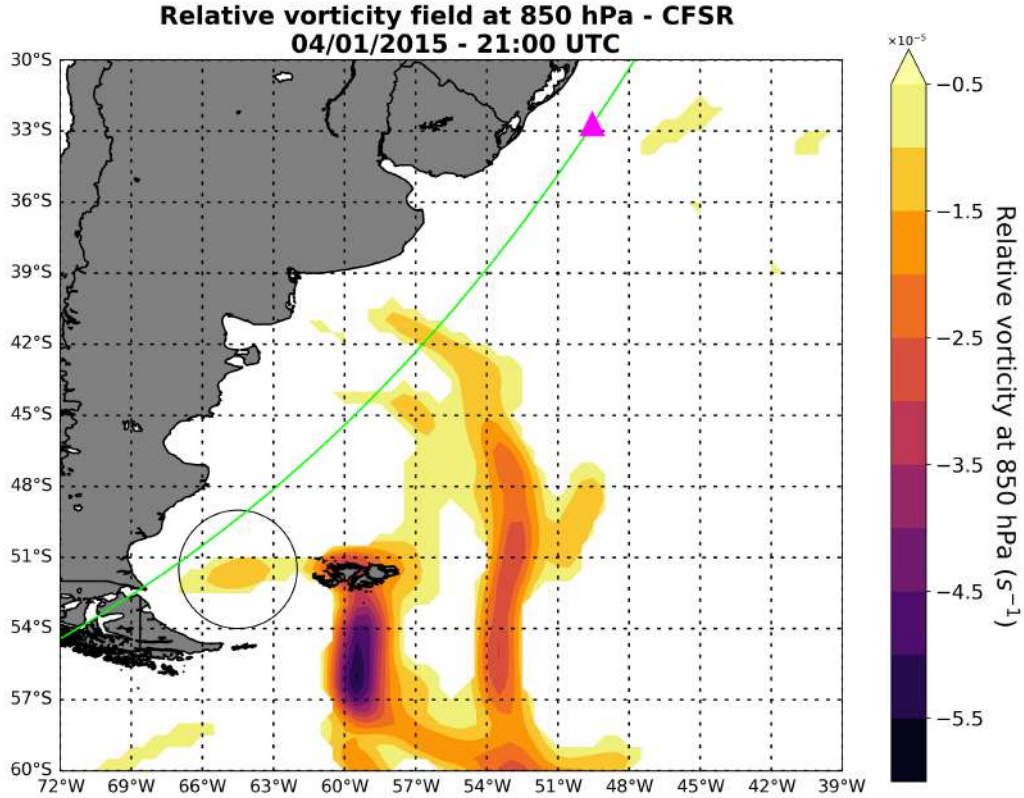 Relative vorticity field at 850 hPa - CFSR
04/01/2015 - 21:00 UTC
×10⁻⁵
30°S
33°S
36°S
39°S
42°S
45°S
48°S
51°S
54°S
57°S
60°S
72°W 69°W 66°W 63°W 60°W 57°W 54°W 51°W 48°W 45°W 42°W 39°W
−0.5
−1.5
−2.5
−3.5
−4.5
−5.5
Relative vorticity at 850 hPa (s⁻¹)